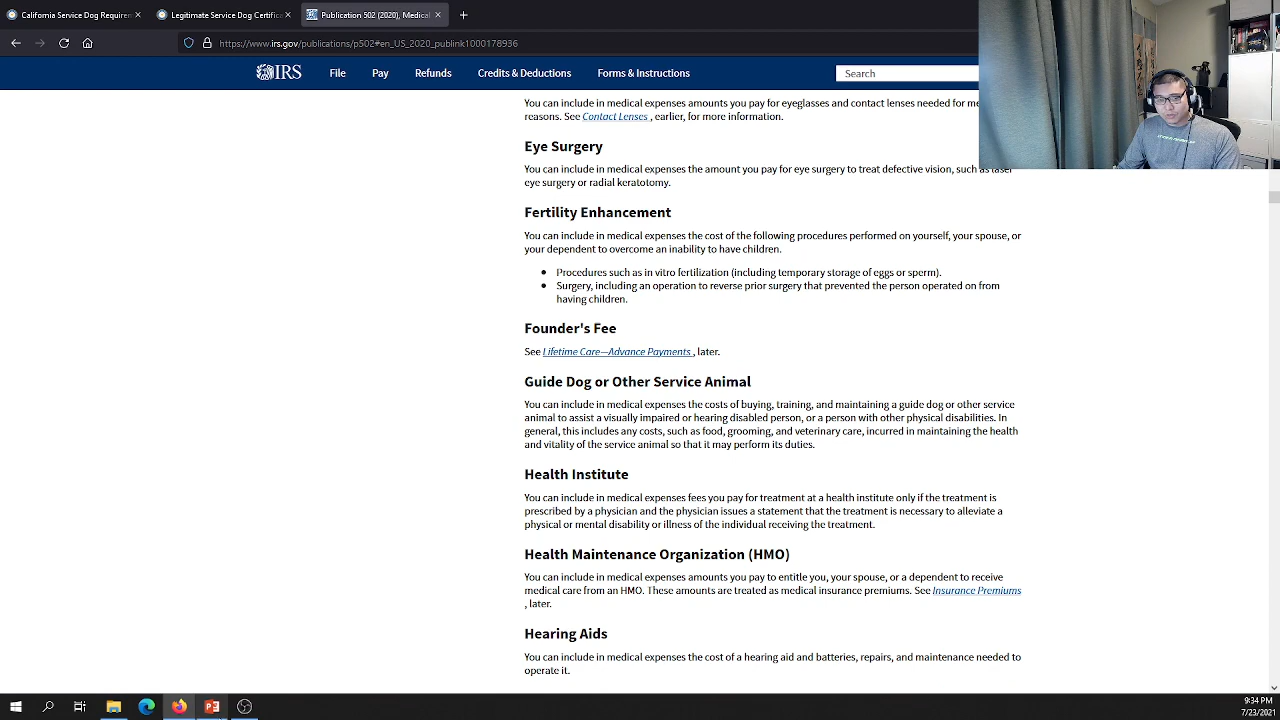 California Service Dog Requirem
Legitimate Service Dog Certifica
Publication 502 (2020), Medical
https://www.irs.gov/publications/p502#en_US_2020_publink1000178936
IRS
File
Pay
Refunds
Credits & Deductions
Forms & Instructions
Search
You can include in medical expenses amounts you pay for eyeglasses and contact lenses needed for me
reasons. See Contact Lenses , earlier, for more information.
Eye Surgery
You can include in medical expenses the amount you pay for eye surgery to treat defective vision, such as laser
eye surgery or radial keratotomy.
Fertility Enhancement
You can include in medical expenses the cost of the following procedures performed on yourself, your spouse, or
your dependent to overcome an inability to have children.
● Procedures such as in vitro fertilization (including temporary storage of eggs or sperm).
● Surgery, including an operation to reverse prior surgery that prevented the person operated on from
having children.
Founder's Fee
See Lifetime Care—Advance Payments , later.
Guide Dog or Other Service Animal
You can include in medical expenses the costs of buying, training, and maintaining a guide dog or other service
animal to assist a visually impaired or hearing disabled person, or a person with other physical disabilities. In
general, this includes any costs, such as food, grooming, and veterinary care, incurred in maintaining the health
and vitality of the service animal so that it may perform its duties.
Health Institute
You can include in medical expenses fees you pay for treatment at a health institute only if the treatment is
prescribed by a physician and the physician issues a statement that the treatment is necessary to alleviate a
physical or mental disability or illness of the individual receiving the treatment.
Health Maintenance Organization (HMO)
You can include in medical expenses amounts you pay to entitle you, your spouse, or a dependent to receive
medical care from an HMO. These amounts are treated as medical insurance premiums. See Insurance Premiums
, later.
Hearing Aids
You can include in medical expenses the cost of a hearing aid and batteries, repairs, and maintenance needed to
operate it.
9:34 PM
7/23/2021